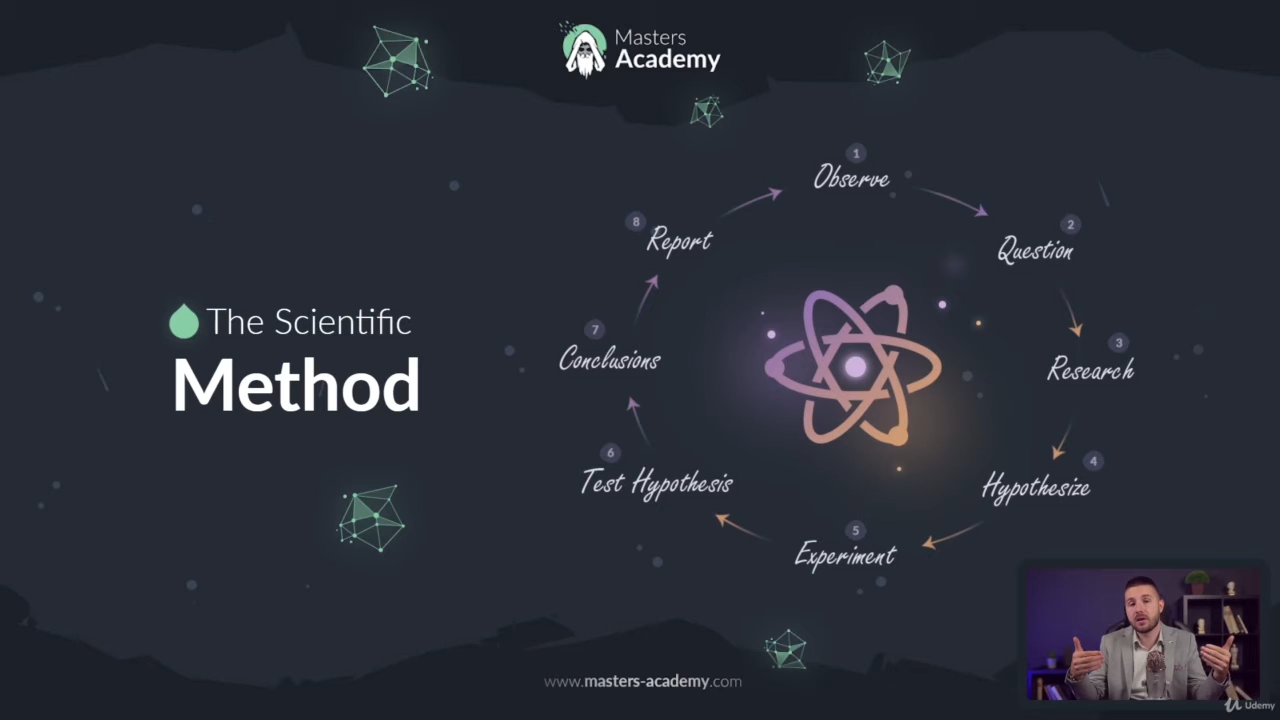 Masters
Academy
1
Observe
2
Question
3
Research
4
Hypothesize
5
Experiment
6
Test Hypothesis
7
Conclusions
8
Report
The Scientific
Method
www.masters-academy.com
Udemy